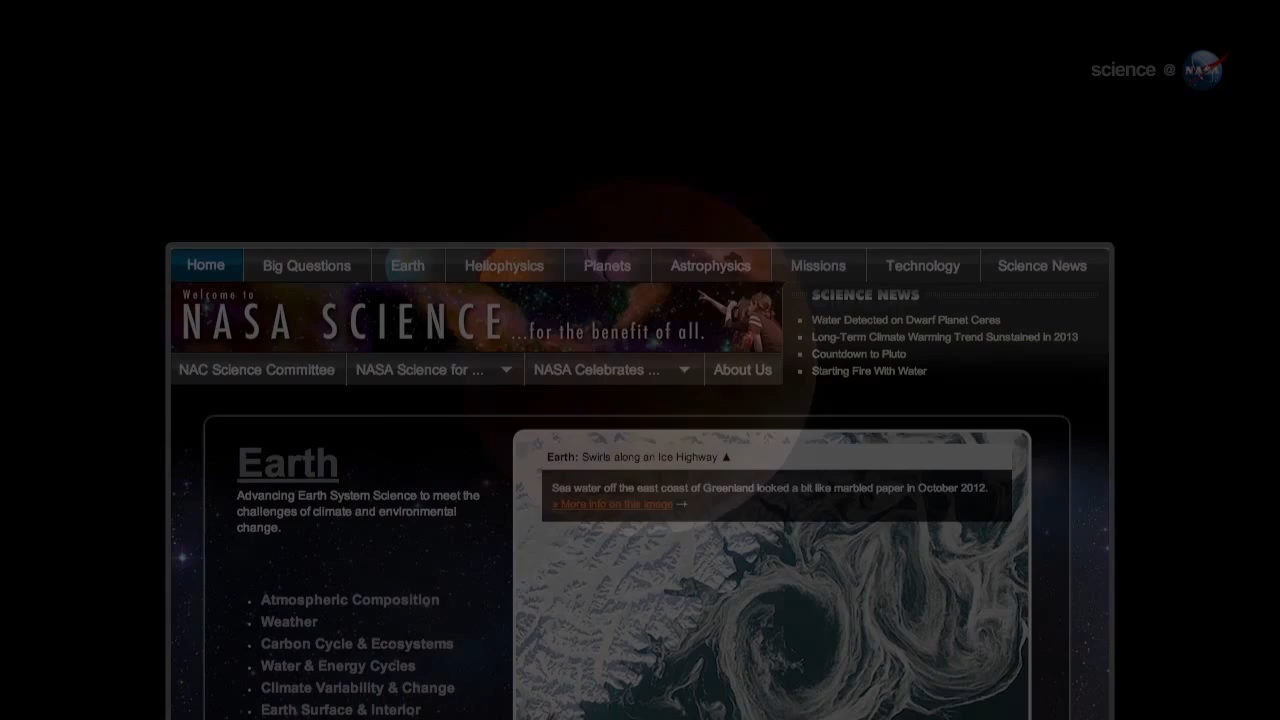 science @ NASA
Home Big Questions Earth Heliophysics Planets Astrophysics Missions Technology Science News
Welcome to
NASA SCIENCE ...for the benefit of all.
SCIENCE NEWS
Water Detected on Dwarf Planet Ceres
Long-Term Climate Warming Trend Sunstained in 2013
Countdown to Pluto
Starting Fire With Water
NAC Science Committee NASA Science for ... NASA Celebrates ... About Us
Earth
Advancing Earth System Science to meet the
challenges of climate and environmental
change.
Earth: Swirls along an Ice Highway ▲
Sea water off the east coast of Greenland looked a bit like marbled paper in October 2012.
» More info on this image →
• Atmospheric Composition
• Weather
• Carbon Cycle & Ecosystems
• Water & Energy Cycles
• Climate Variability & Change
• Earth Surface & Interior